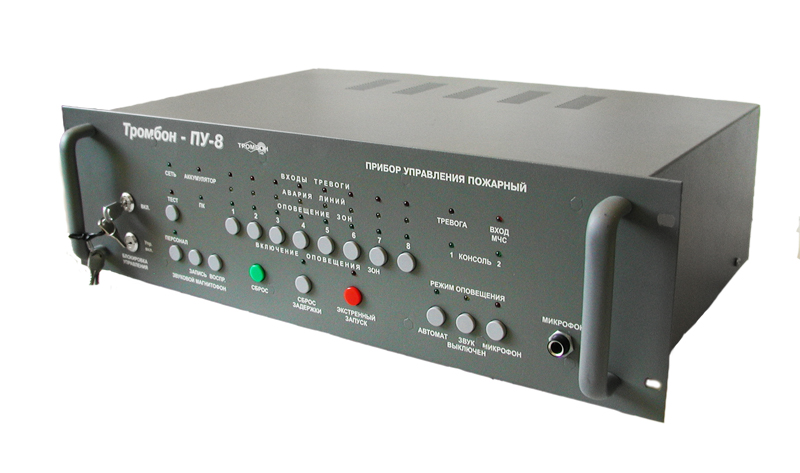 Тромбон - ПУ-8
ТРОМБОН
ПРИБОР УПРАВЛЕНИЯ ПОЖАРНЫЙ
СЕТЬ АККУМУЛЯТОР
ВХОДЫ ТРЕВОГИ
АВАРИЯ ЛИНИЙ
ОПОВЕЩЕНИЕ ЗОН
ВКЛ.
ТЕСТ
ПК
1 2 3 4 5 6 7 8
ТРЕВОГА
ВХОД
МЧС
1 КОНСОЛЬ 2
БЛОКИРОВКА
УПРАВЛЕНИЯ
ПЕРСОНАЛ
ЗАПИСЬ ВОСПР.
ЗВУКОВОЙ МАГНИТОФОН
ВКЛЮЧЕНИЕ ОПОВЕЩЕНИЯ ЗОН
СБРОС
СБРОС
ЗАДЕРЖКИ
ЭКСТРЕННЫЙ
ЗАПУСК
РЕЖИМ ОПОВЕЩЕНИЯ
АВТОМАТ
ЗВУК
ВЫКЛЮЧЕН
МИКРОФОН
МИКРОФОН